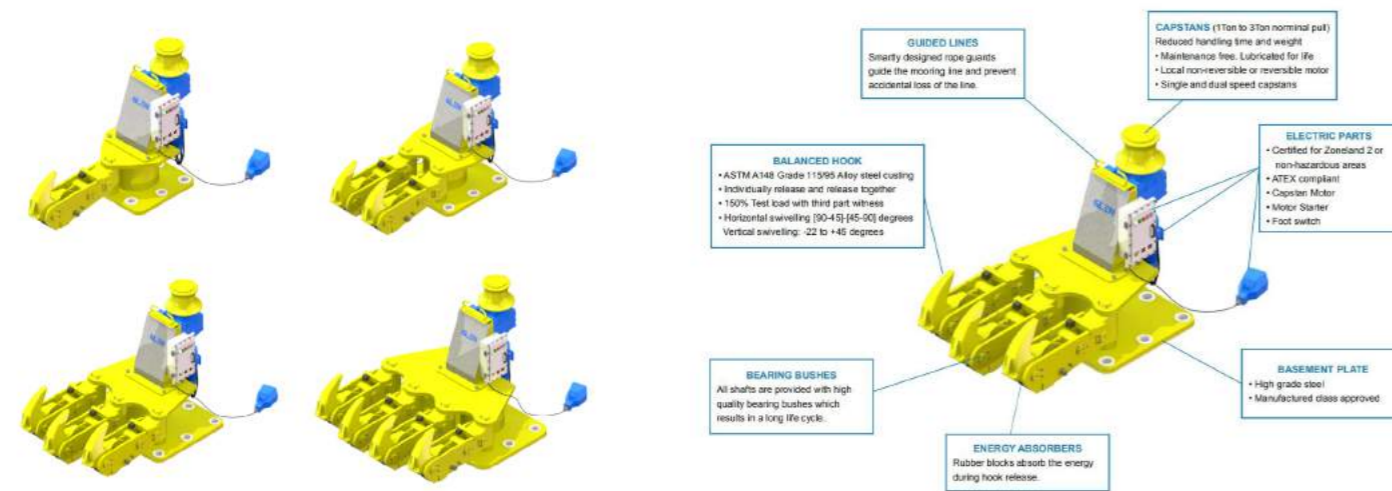 GUIDED LINES
Smartly designed rope guards
guide the mooring line and prevent
accidental loss of the line.
CAPSTANS (1Ton to 3Ton norminal pull)
Reduced handling time and weight
• Maintenance free. Lubricated for life
• Local non-reversible or reversible motor
• Single and dual speed capstans
BALANCED HOOK
• ASTM A148 Grade 115/95 Alloy steel custing
• Individually release and release together
• 150% Test load with third part witness
• Horizontal swivelling [90-45]-[45-90] degrees
Vertical swivelling: -22 to +45 degrees
ELECTRIC PARTS
• Certified for Zoneland 2 or
non-hazardous areas
• ATEX compliant
• Capstan Motor
• Motor Starter
• Foot switch
BEARING BUSHES
All shafts are provided with high
quality bearing bushes which
results in a long life cycle.
BASEMENT PLATE
• High grade steel
• Manufactured class approved
ENERGY ABSORBERS
Rubber blocks absorb the energy
during hook release.